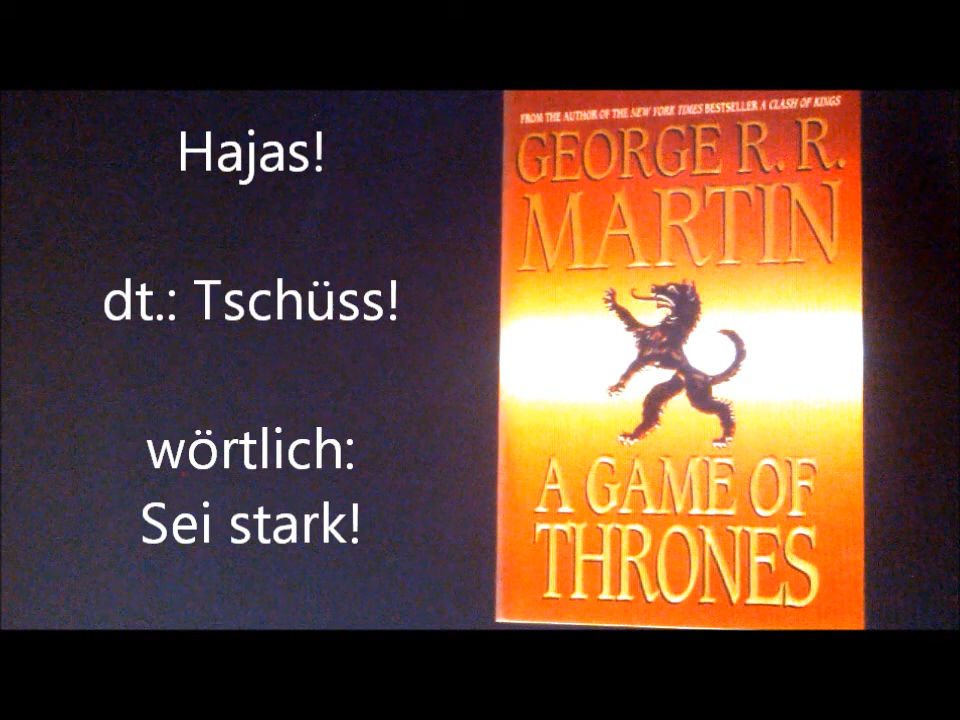 Hajas!
dt.: Tschüss!
wörtlich:
Sei stark!
FROM THE AUTHOR OF THE NEW YORK TIMES BESTSELLER A CLASH OF KINGS
GEORGE R. R.
MARTIN
A GAME OF
THRONES